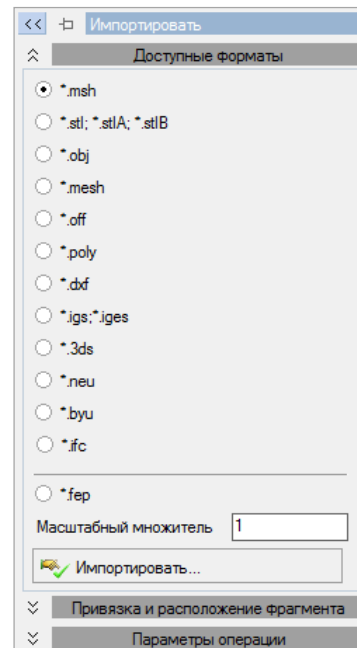 << Импортировать
Доступные форматы
*.msh
*.stl; *.stlA; *.stlB
*.obj
*.mesh
*.off
*.poly
*.dxf
*.igs;*.iges
*.3ds
*.neu
*.byu
*.ifc
*.fep
Масштабный множитель 1
Импортировать...
Привязка и расположение фрагмента
Параметры операции